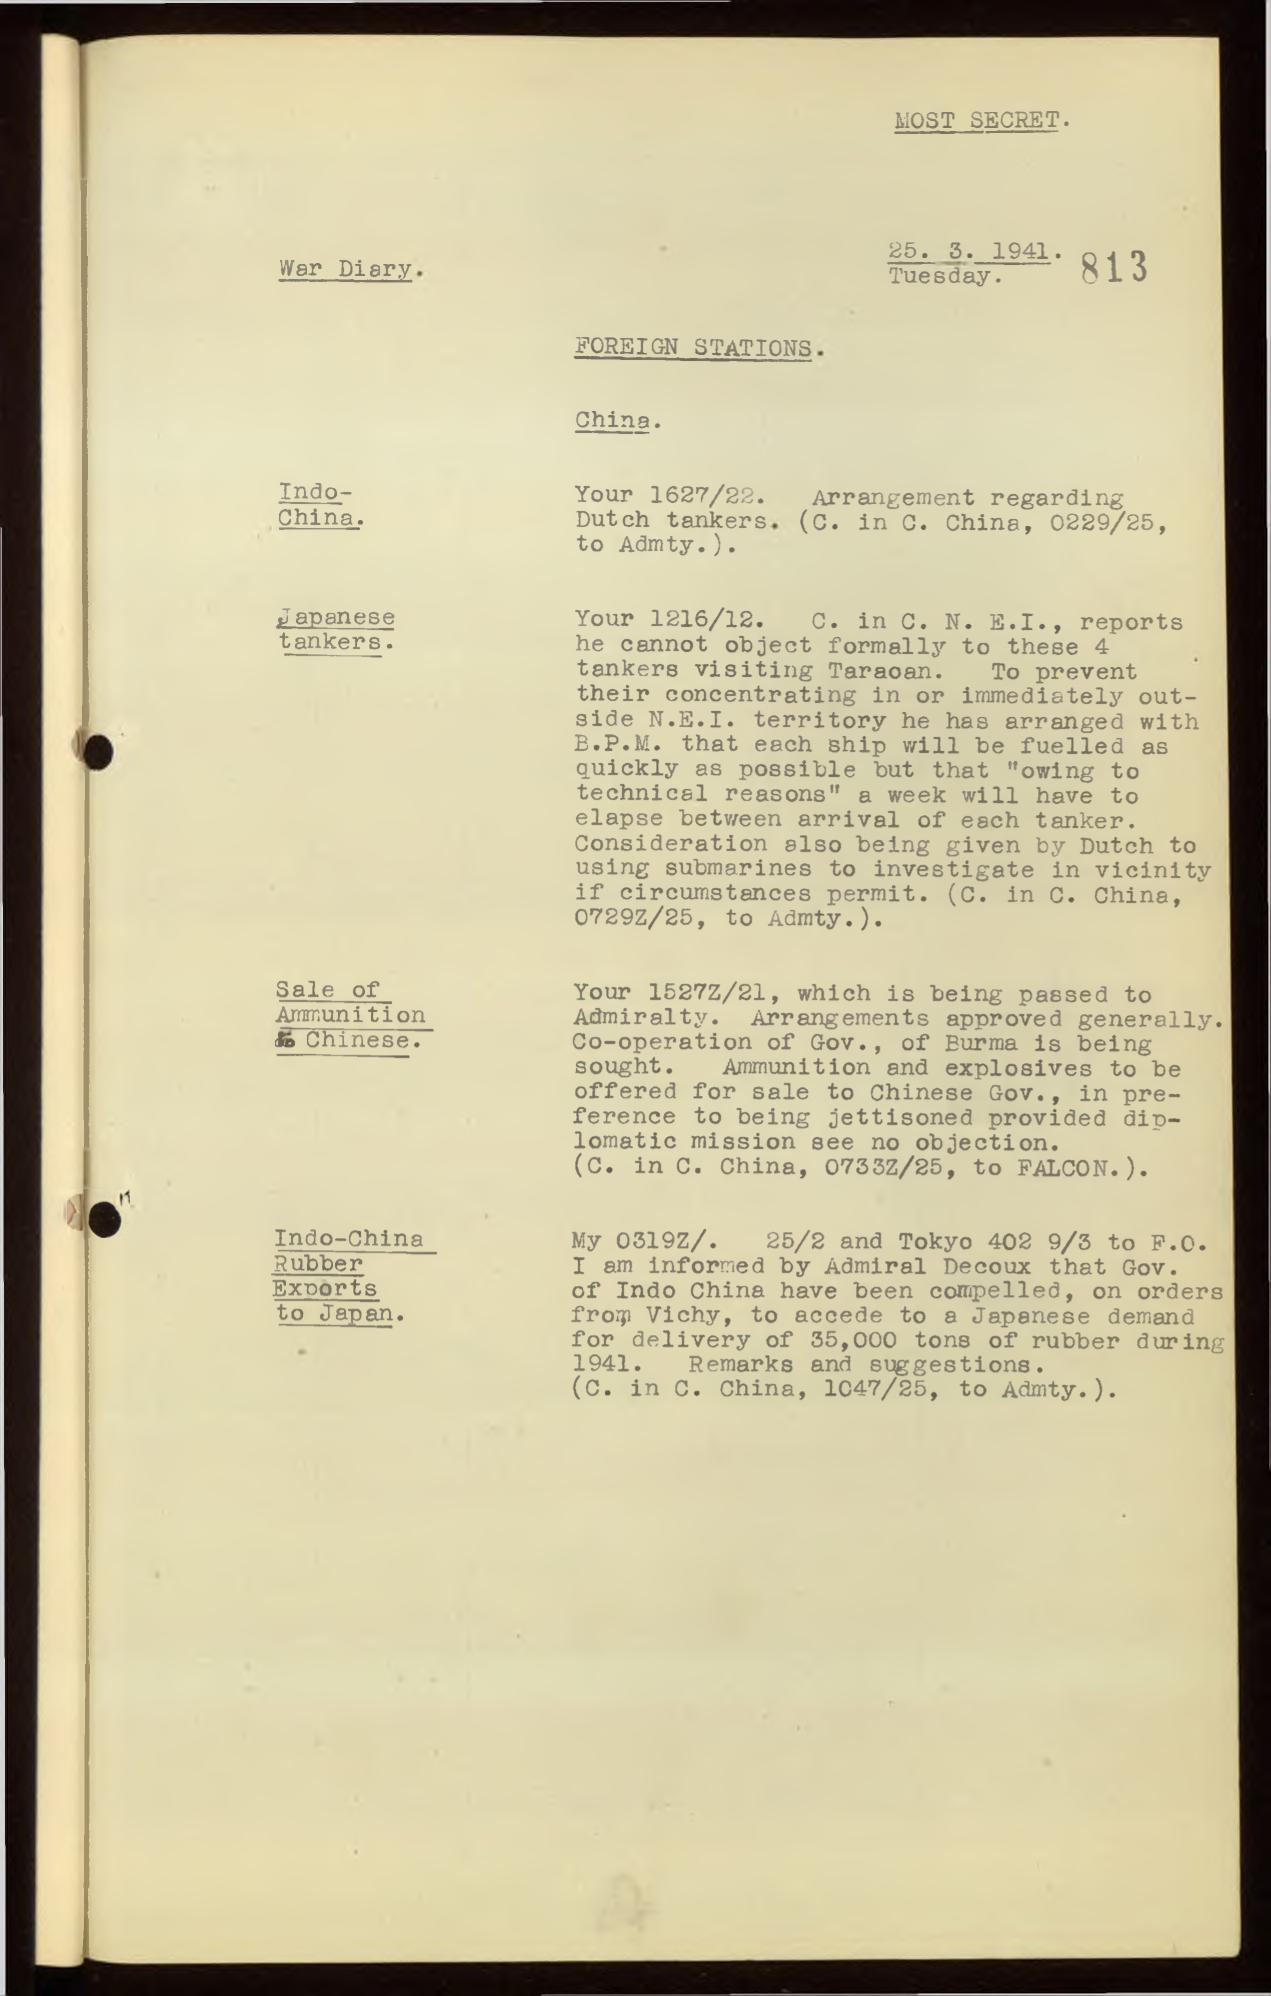 MOST SECRET.
War Diary.
25. 3. 1941.
Tuesday.
813
FOREIGN STATIONS.
China.
Indo-
China.
Your 1627/22. Arrangement regarding
Dutch tankers. (C. in C. China, 0229/25,
to Admty.).
Japanese
tankers.
Your 1216/12. C. in C. N. E.I., reports
he cannot object formally to these 4
tankers visiting Taraoan. To prevent
their concentrating in or immediately out-
side N.E.I. territory he has arranged with
B.P.M. that each ship will be fuelled as
quickly as possible but that "owing to
technical reasons" a week will have to
elapse between arrival of each tanker.
Consideration also being given by Dutch to
using submarines to investigate in vicinity
if circumstances permit. (C. in C. China,
0729Z/25, to Admty.).
Sale of
Ammunition
to Chinese.
Your 1527Z/21, which is being passed to
Admiralty. Arrangements approved generally.
Co-operation of Gov., of Burma is being
sought. Ammunition and explosives to be
offered for sale to Chinese Gov., in pre-
ference to being jettisoned provided dip-
lomatic mission see no objection.
(C. in C. China, 0733Z/25, to FALCON.).
Indo-China
Rubber
Exports
to Japan.
My 0319Z/. 25/2 and Tokyo 402 9/3 to F.O.
I am informed by Admiral Decoux that Gov.
of Indo China have been compelled, on orders
from Vichy, to accede to a Japanese demand
for delivery of 35,000 tons of rubber during
1941. Remarks and suggestions.
(C. in C. China, 1047/25, to Admty.).